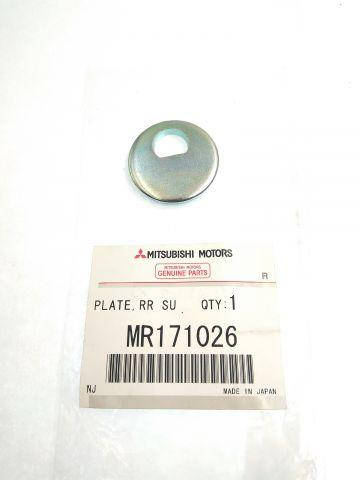 MITSUBISHI MOTORS
MITSUBISHI MOTORS
GENUINE PARTS
R
PLATE, RR SU . QTY:1
MR171026
NJ MADE IN JAPAN